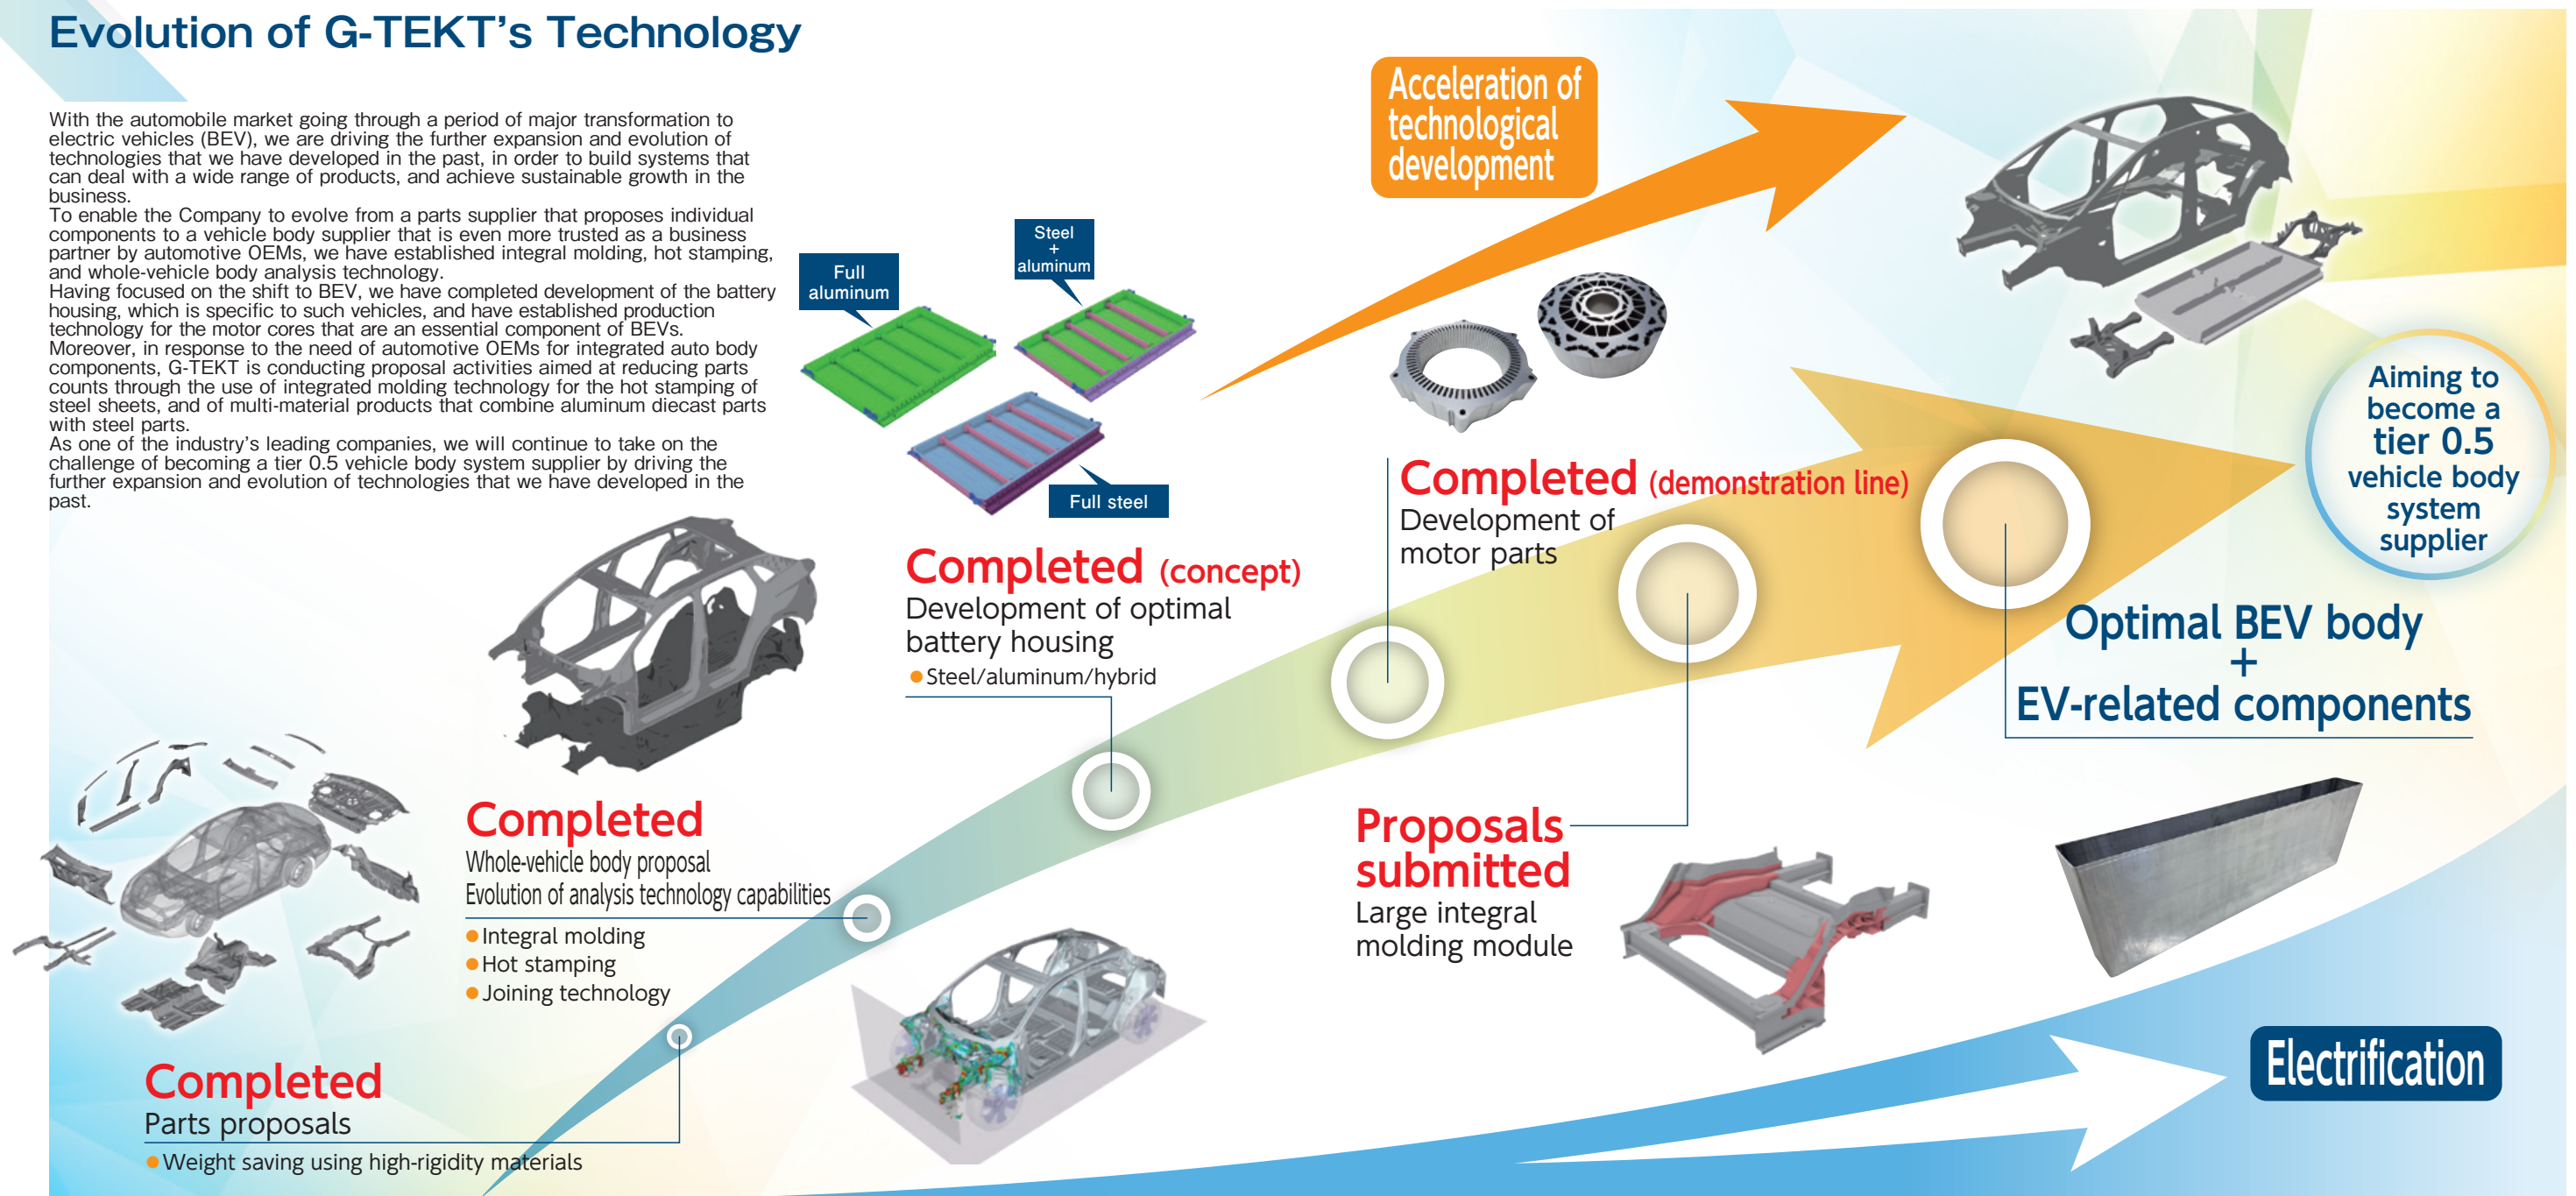 Evolution of G-TEKT's Technology
With the automobile market going through a period of major transformation to
electric vehicles (BEV), we are driving the further expansion and evolution of
technologies that we have developed in the past, in order to build systems that
can deal with a wide range of products, and achieve sustainable growth in the
business.
To enable the Company to evolve from a parts supplier that proposes individual
components to a vehicle body supplier that is even more trusted as a business
partner by automotive OEMs, we have established integral molding, hot stamping,
and whole-vehicle body analysis technology.
Having focused on the shift to BEV, we have completed development of the battery
housing, which is specific to such vehicles, and have established production
technology for the motor cores that are an essential component of BEVs.
Moreover, in response to the need of automotive OEMs for integrated auto body
components, G-TEKT is conducting proposal activities aimed at reducing parts
counts through the use of integrated molding technology for the hot stamping of
steel sheets, and of multi-material products that combine aluminum diecast parts
with steel parts.
As one of the industry's leading companies, we will continue to take on the
challenge of becoming a tier 0.5 vehicle body system supplier by driving the
further expansion and evolution of technologies that we have developed in the
past.
Completed
Parts proposals
Weight saving using high-rigidity materials
Completed
Whole-vehicle body proposal
Evolution of analysis technology capabilities
Integral molding
Hot stamping
Joining technology
Full
aluminum
Steel
+
aluminum
Full steel
Completed (concept)
Development of optimal
battery housing
Steel/aluminum/hybrid
Acceleration of
technological
development
Completed (demonstration line)
Development of
motor parts
Proposals
submitted
Large integral
molding module
Optimal BEV body
+
EV-related components
Aiming to
become a
tier 0.5
vehicle body
system
supplier
Electrification